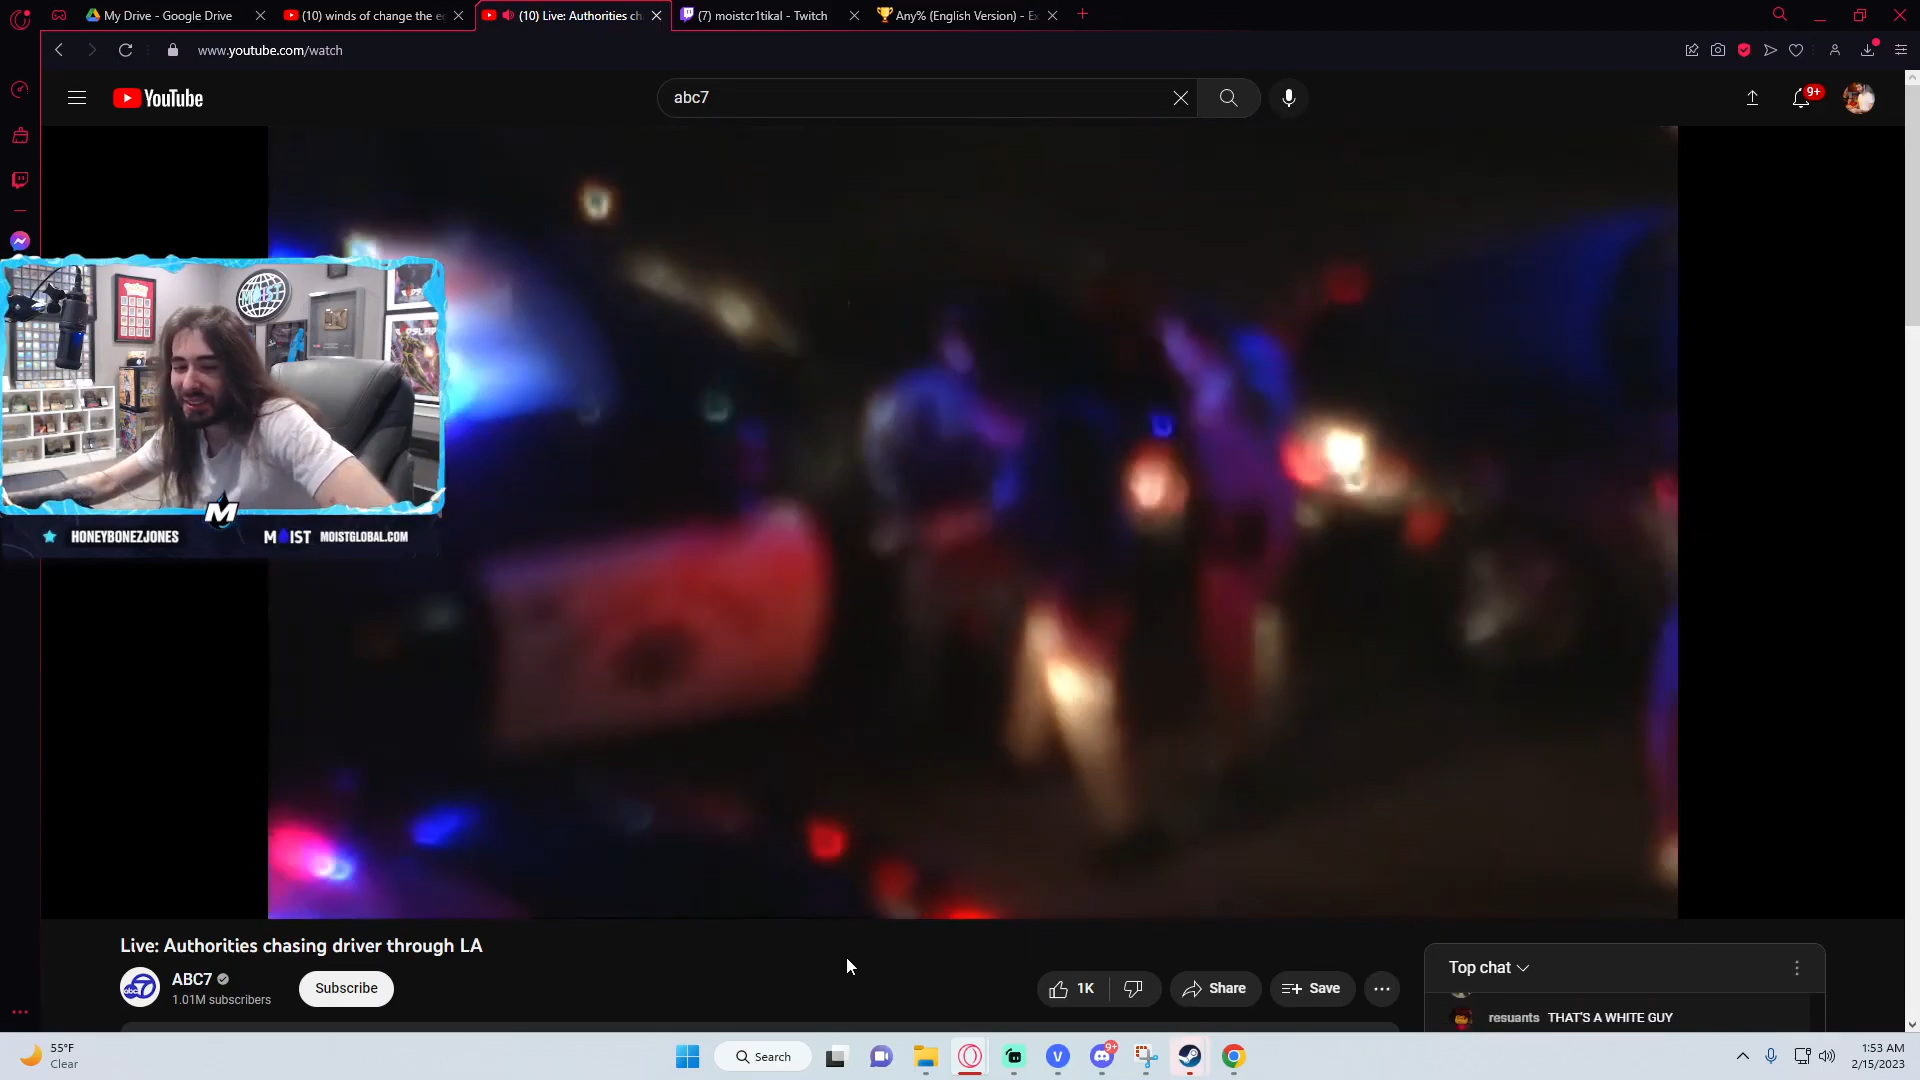 My Drive - Google Drive
(10) winds of change the e
(10) Live: Authorities ch
(7) moistcr1tikal - Twitch
Any% (English Version) - E
www.youtube.com/watch
YouTube
abc7
9+
MOIST
HONEYBONEZJONES
M
MOIST
MOISTGLOBAL.COM
Live: Authorities chasing driver through LA
abc7
ABC7
1.01M subscribers
Subscribe
1K
Share
Save
Top chat
resuants THAT'S A WHITE GUY
55°F
Clear
Search
V
9+
1:53 AM
2/15/2023